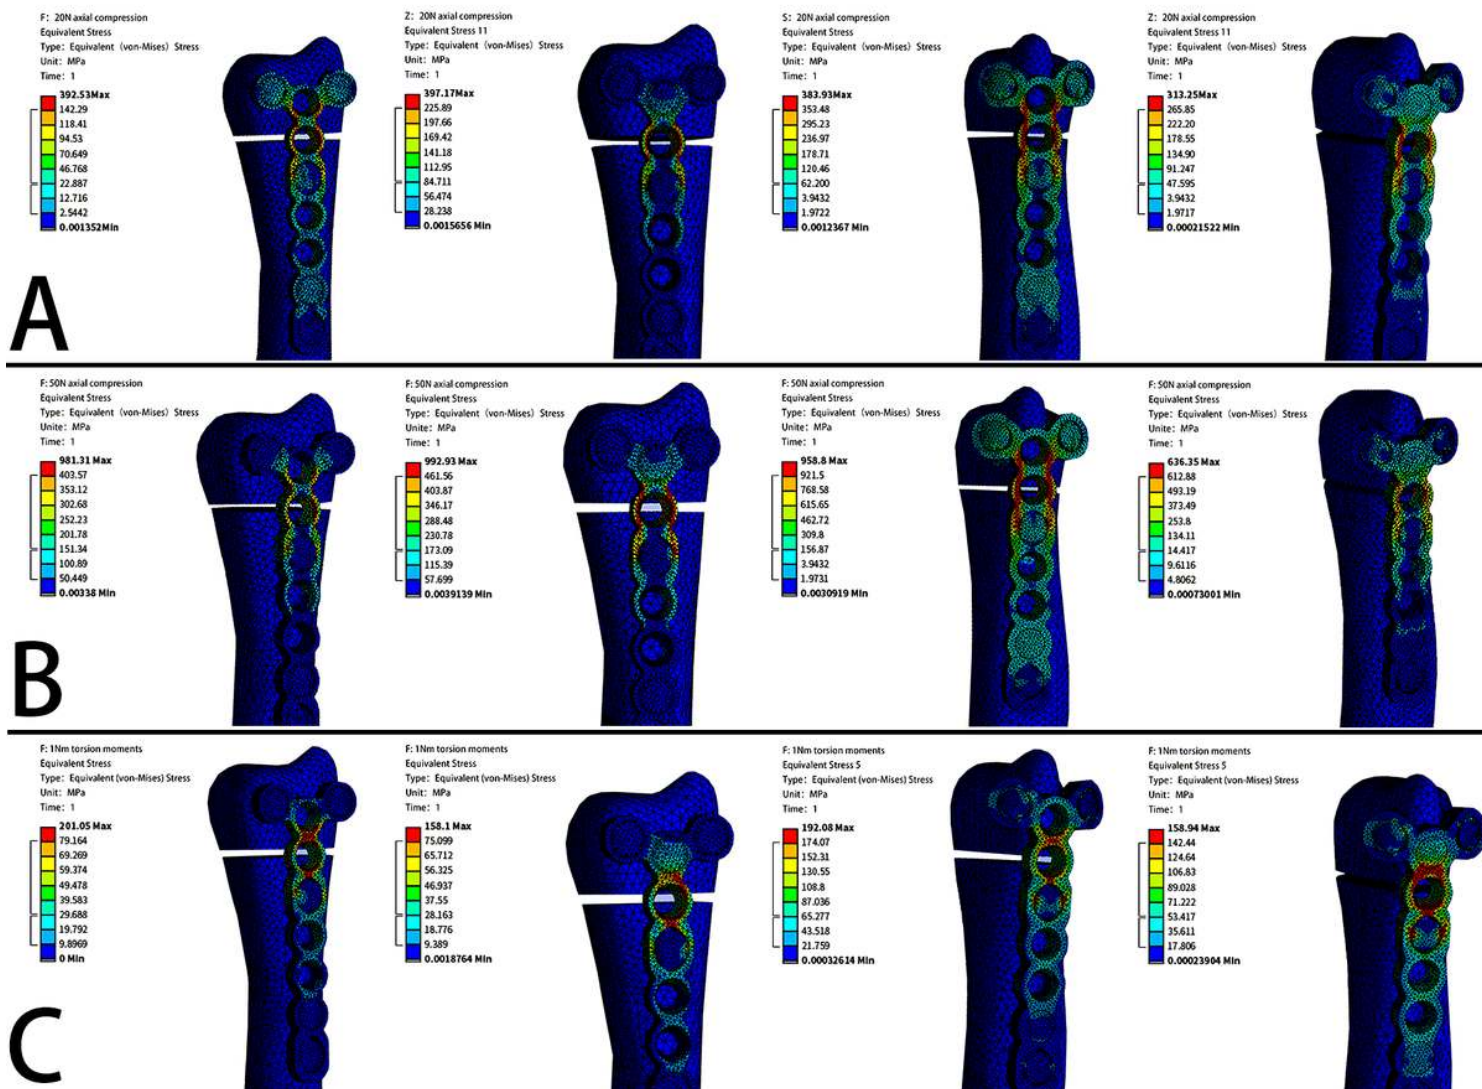 F: 20N axial compression
Equivalent Stress
Type: Equivalent (von-Mises) Stress
Unit: MPa
Time: 1
392.53Max
142.29
118.41
94.53
70.649
46.768
22.887
12.716
2.5442
0.001352Min
Z: 20N axial compression
Equivalent Stress 11
Type: Equivalent (von-Mises) Stress
Unit: MPa
Time: 1
397.17Max
225.89
197.66
169.42
141.18
112.95
84.711
56.474
28.238
0.0015656 Min
S: 20N axial compression
Equivalent Stress
Type: Equivalent (von-Mises) Stress
Unit: MPa
Time: 1
383.93Max
353.48
295.23
236.97
178.71
120.46
62.200
3.9432
1.9722
0.0012367 Min
Z: 20N axial compression
Equivalent Stress 11
Type: Equivalent (von-Mises) Stress
Unit: MPa
Time: 1
313.25Max
265.85
222.20
178.55
134.90
91.247
47.595
3.9432
1.9717
0.00021522 Min
A
F: 50N axial compression
Equivalent Stress
Type: Equivalent (von-Mises) Stress
Unite: MPa
Time: 1
981.31 Max
403.57
353.12
302.68
252.23
201.78
151.34
100.89
50.449
0.00338 Min
F: 50N axial compression
Equivalent Stress
Type: Equivalent (von-Mises) Stress
Unite: MPa
Time: 1
992.93 Max
461.56
403.87
346.17
288.48
230.78
173.09
115.39
57.699
0.0039139 Min
F: 50N axial compression
Equivalent Stress
Type: Equivalent (von-Mises) Stress
Unite: MPa
Time: 1
958.8 Max
921.5
768.58
615.65
462.72
309.8
156.87
3.9432
1.9731
0.0030919 Min
F: 50N axial compression
Equivalent Stress
Type: Equivalent (von-Mises) Stress
Unite: MPa
Time: 1
636.35 Max
612.88
493.19
373.49
253.8
134.11
14.417
9.6116
4.8062
0.00073001 Min
B
F: 1Nm torsion moments
Equivalent Stress
Type: Equivalent (von-Mises) Stress
Unit: MPa
Time: 1
201.05 Max
79.164
69.269
59.374
49.478
39.583
29.688
19.792
9.8969
0 Min
F: 1Nm torsion moments
Equivalent Stress
Type: Equivalent (von-Mises) Stress
Unit: MPa
Time: 1
158.1 Max
75.099
65.712
56.325
46.937
37.55
28.163
18.776
9.389
0.0018764 Min
F: 1Nm torsion moments
Equivalent Stress 5
Type: Equivalent (von-Mises) Stress
Unit: MPa
Time: 1
192.08 Max
174.07
152.31
130.55
108.8
87.036
65.277
43.518
21.759
0.00032614 Min
F: 1Nm torsion moments
Equivalent Stress 5
Type: Equivalent (von-Mises) Stress
Unit: MPa
Time: 1
158.94 Max
142.44
124.64
106.83
89.028
71.222
53.417
35.611
17.806
0.00023904 Min
C